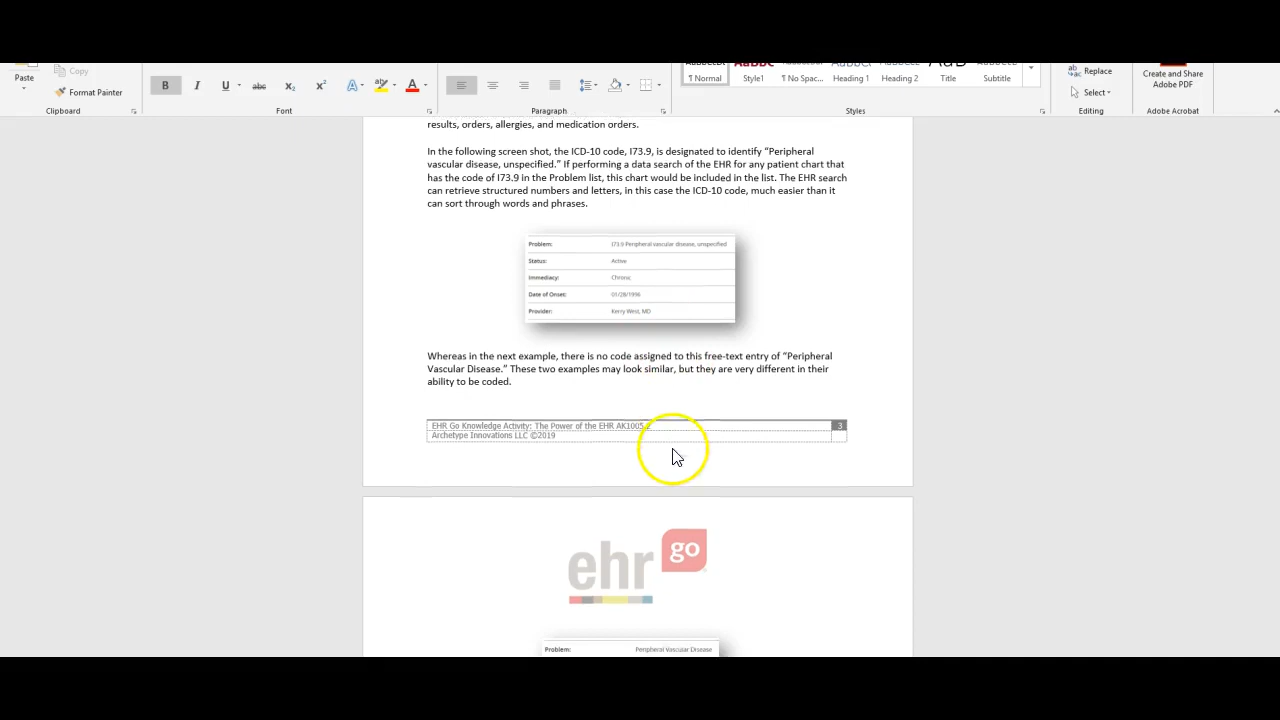 Paste
Copy
Format Painter
Clipboard
B I U abc X2 X2 A A
Font
Paragraph
¶ Normal
Style1
¶ No Spac...
Heading 1
Heading 2
Title
Subtitle
Styles
Replace
Select
Editing
Create and Share
Adobe PDF
Adobe Acrobat
results, orders, allergies, and medication orders.
In the following screen shot, the ICD-10 code, I73.9, is designated to identify “Peripheral
vascular disease, unspecified.” If performing a data search of the EHR for any patient chart that
has the code of I73.9 in the Problem list, this chart would be included in the list. The EHR search
can retrieve structured numbers and letters, in this case the ICD-10 code, much easier than it
can sort through words and phrases.
Problem: I73.9 Peripheral vascular disease, unspecified
Status: Active
Immediacy: Chronic
Date of Onset: 01/28/1996
Provider: Kerry West, MD
Whereas in the next example, there is no code assigned to this free-text entry of “Peripheral
Vascular Disease.” These two examples may look similar, but they are very different in their
ability to be coded.
EHR Go Knowledge Activity: The Power of the EHR AK1005.2 3
Archetype Innovations LLC ©2019
ehr go
Problem: Peripheral Vascular Disease